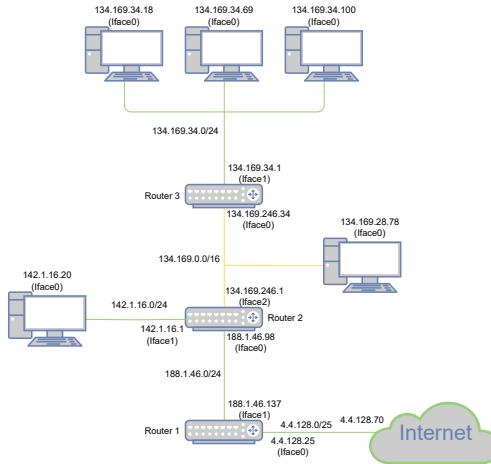 134.169.34.18
(Iface0)
134.169.34.69
(Iface0)
134.169.34.100
(Iface0)
134.169.34.0/24
134.169.34.1
(Iface1)
Router 3
134.169.246.34
(Iface0)
134.169.28.78
(Iface0)
134.169.0.0/16
142.1.16.20
(Iface0)
134.169.246.1
(Iface2)
142.1.16.0/24
Router 2
142.1.16.1
(Iface1)
188.1.46.98
(Iface0)
188.1.46.0/24
188.1.46.137
(Iface1)
Router 1
4.4.128.0/25
4.4.128.70
Internet
4.4.128.25
(Iface0)